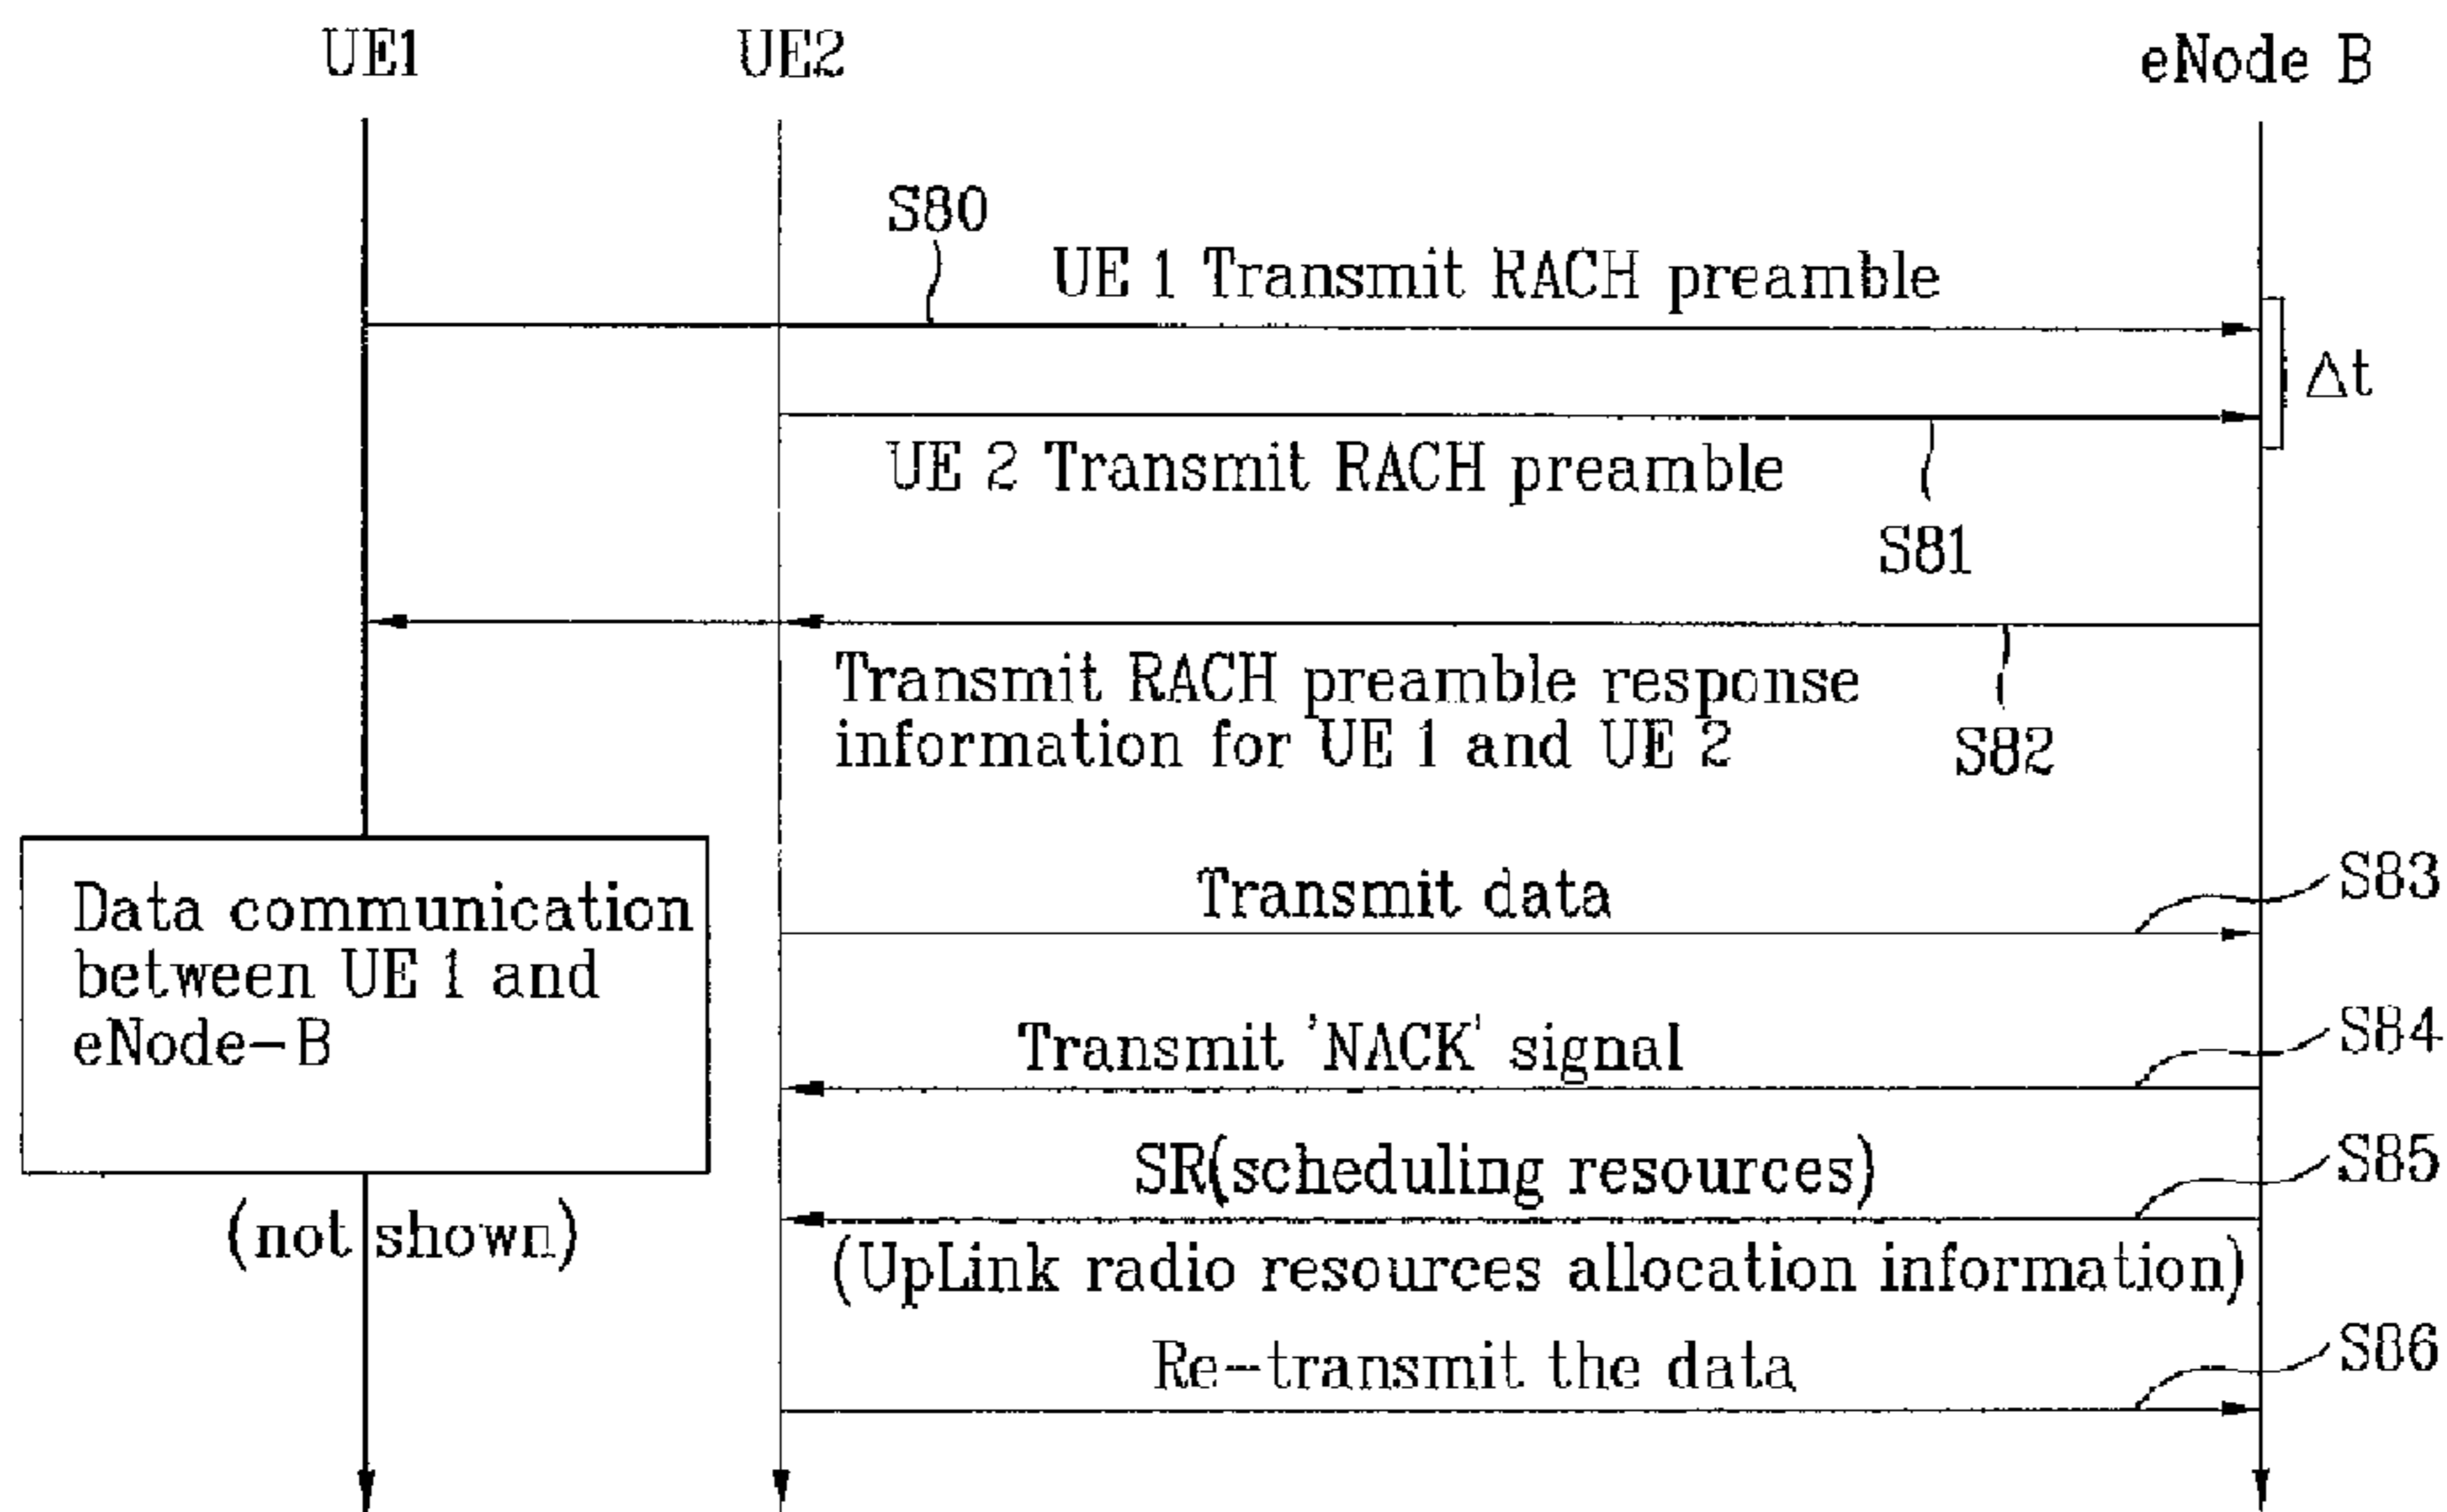 UE1
UE2
eNode B
S80
UE 1 Transmit RACH preamble
Δt
UE 2 Transmit RACH preamble
S81
Transmit RACH preamble response
information for UE 1 and UE 2
S82
Data communication
between UE 1 and
eNode-B
(not shown)
Transmit data
S83
Transmit 'NACK' signal
S84
SR(scheduling resources)
S85
(UpLink radio resources allocation information)
Re-transmit the data
S86